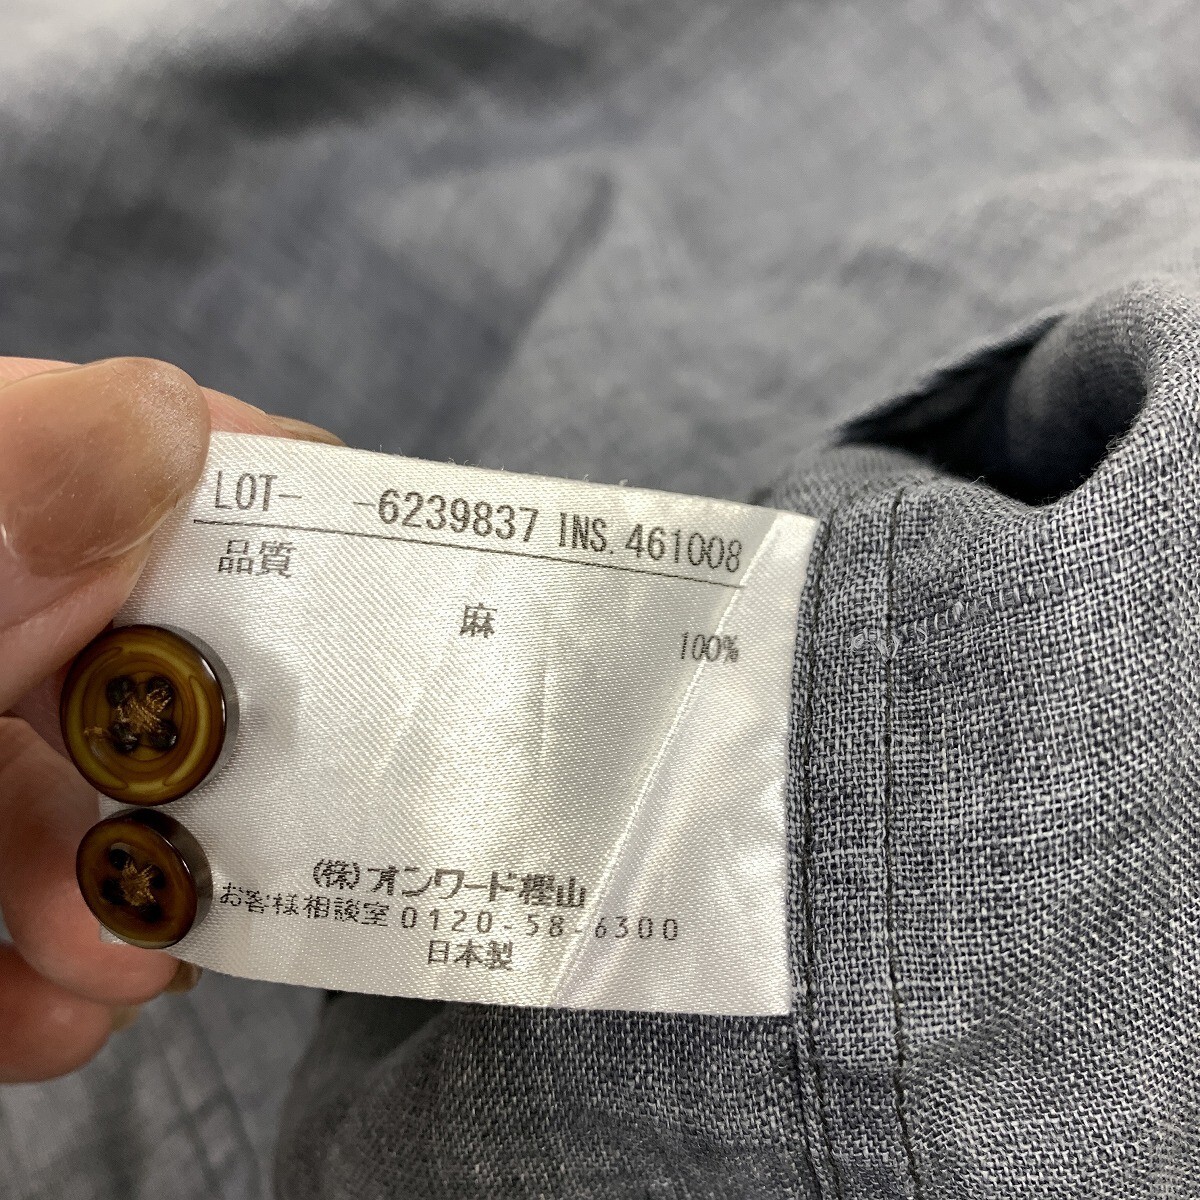 LOT- -6239837 INS.461008
品質
麻 100%
(株)オンワード樫山
お客様相談室 0120-58-6300
日本製